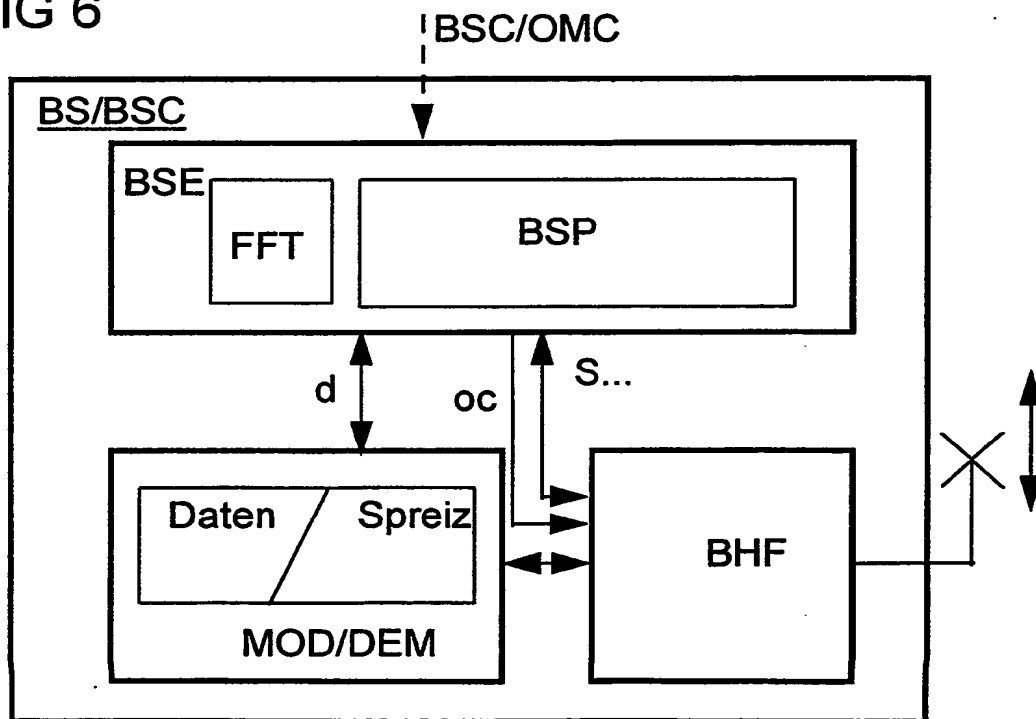 IG 6
BSC/OMC
BS/BSC
BSE
FFT
BSP
d
oc
S...
Daten
Spreiz
BHF
MOD/DEM